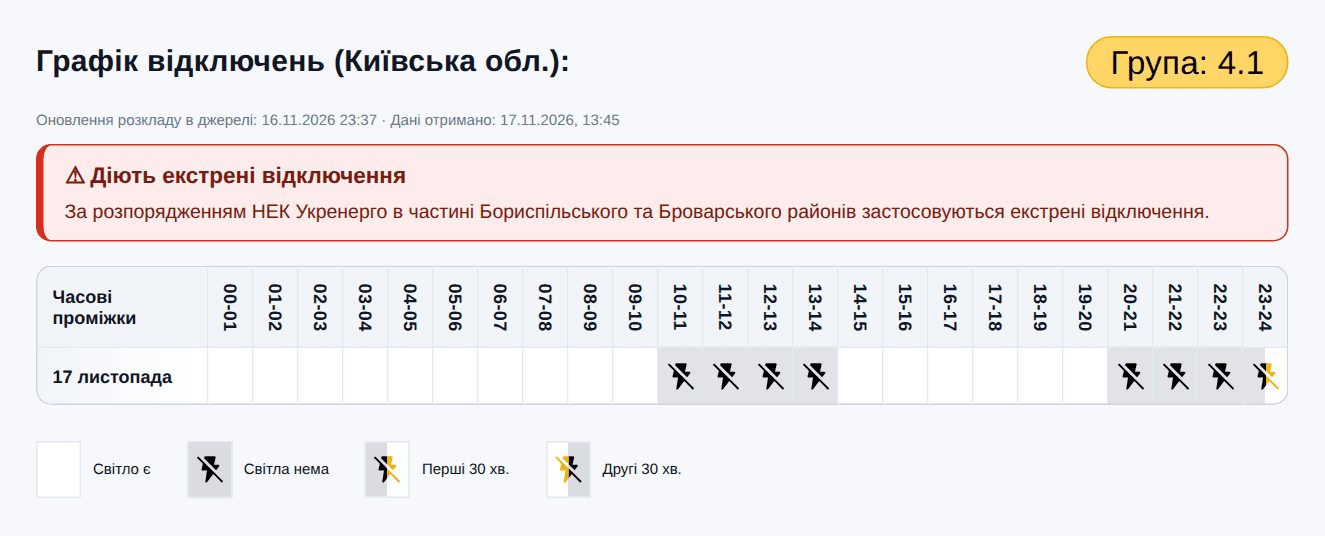 Графік відключень (Київська обл.):
Група: 4.1
Оновлення розкладу в джерелі: 16.11.2026 23:37 · Дані отримано: 17.11.2026, 13:45
⚠ Діють екстрені відключення
За розпорядженням НЕК Укренерго в частині Бориспільського та Броварського районів застосовуються екстрені відключення.
Часові
проміжки
00-01
01-02
02-03
03-04
04-05
05-06
06-07
07-08
08-09
09-10
10-11
11-12
12-13
13-14
14-15
15-16
16-17
17-18
18-19
19-20
20-21
21-22
22-23
23-24
17 листопада
Світло є
Світла нема
Перші 30 хв.
Другі 30 хв.